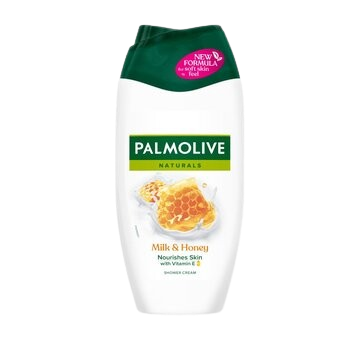 NEW
FORMULA
for soft skin
feel
PALMOLIVE
NATURALS
Milk & Honey
Nourishes Skin
with Vitamin E
SHOWER CREAM